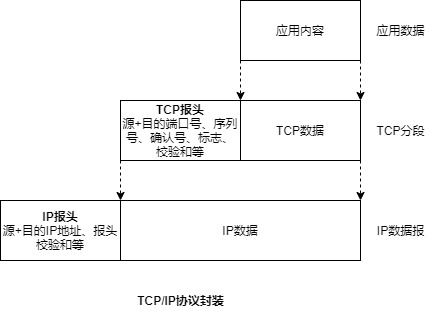 应用内容
应用数据
TCP报头
源+目的端口号、序列
号、确认号、标志、
校验和等
TCP数据
TCP分段
IP报头
源+目的IP地址、报头
校验和等
IP数据
IP数据报
TCP/IP协议封装